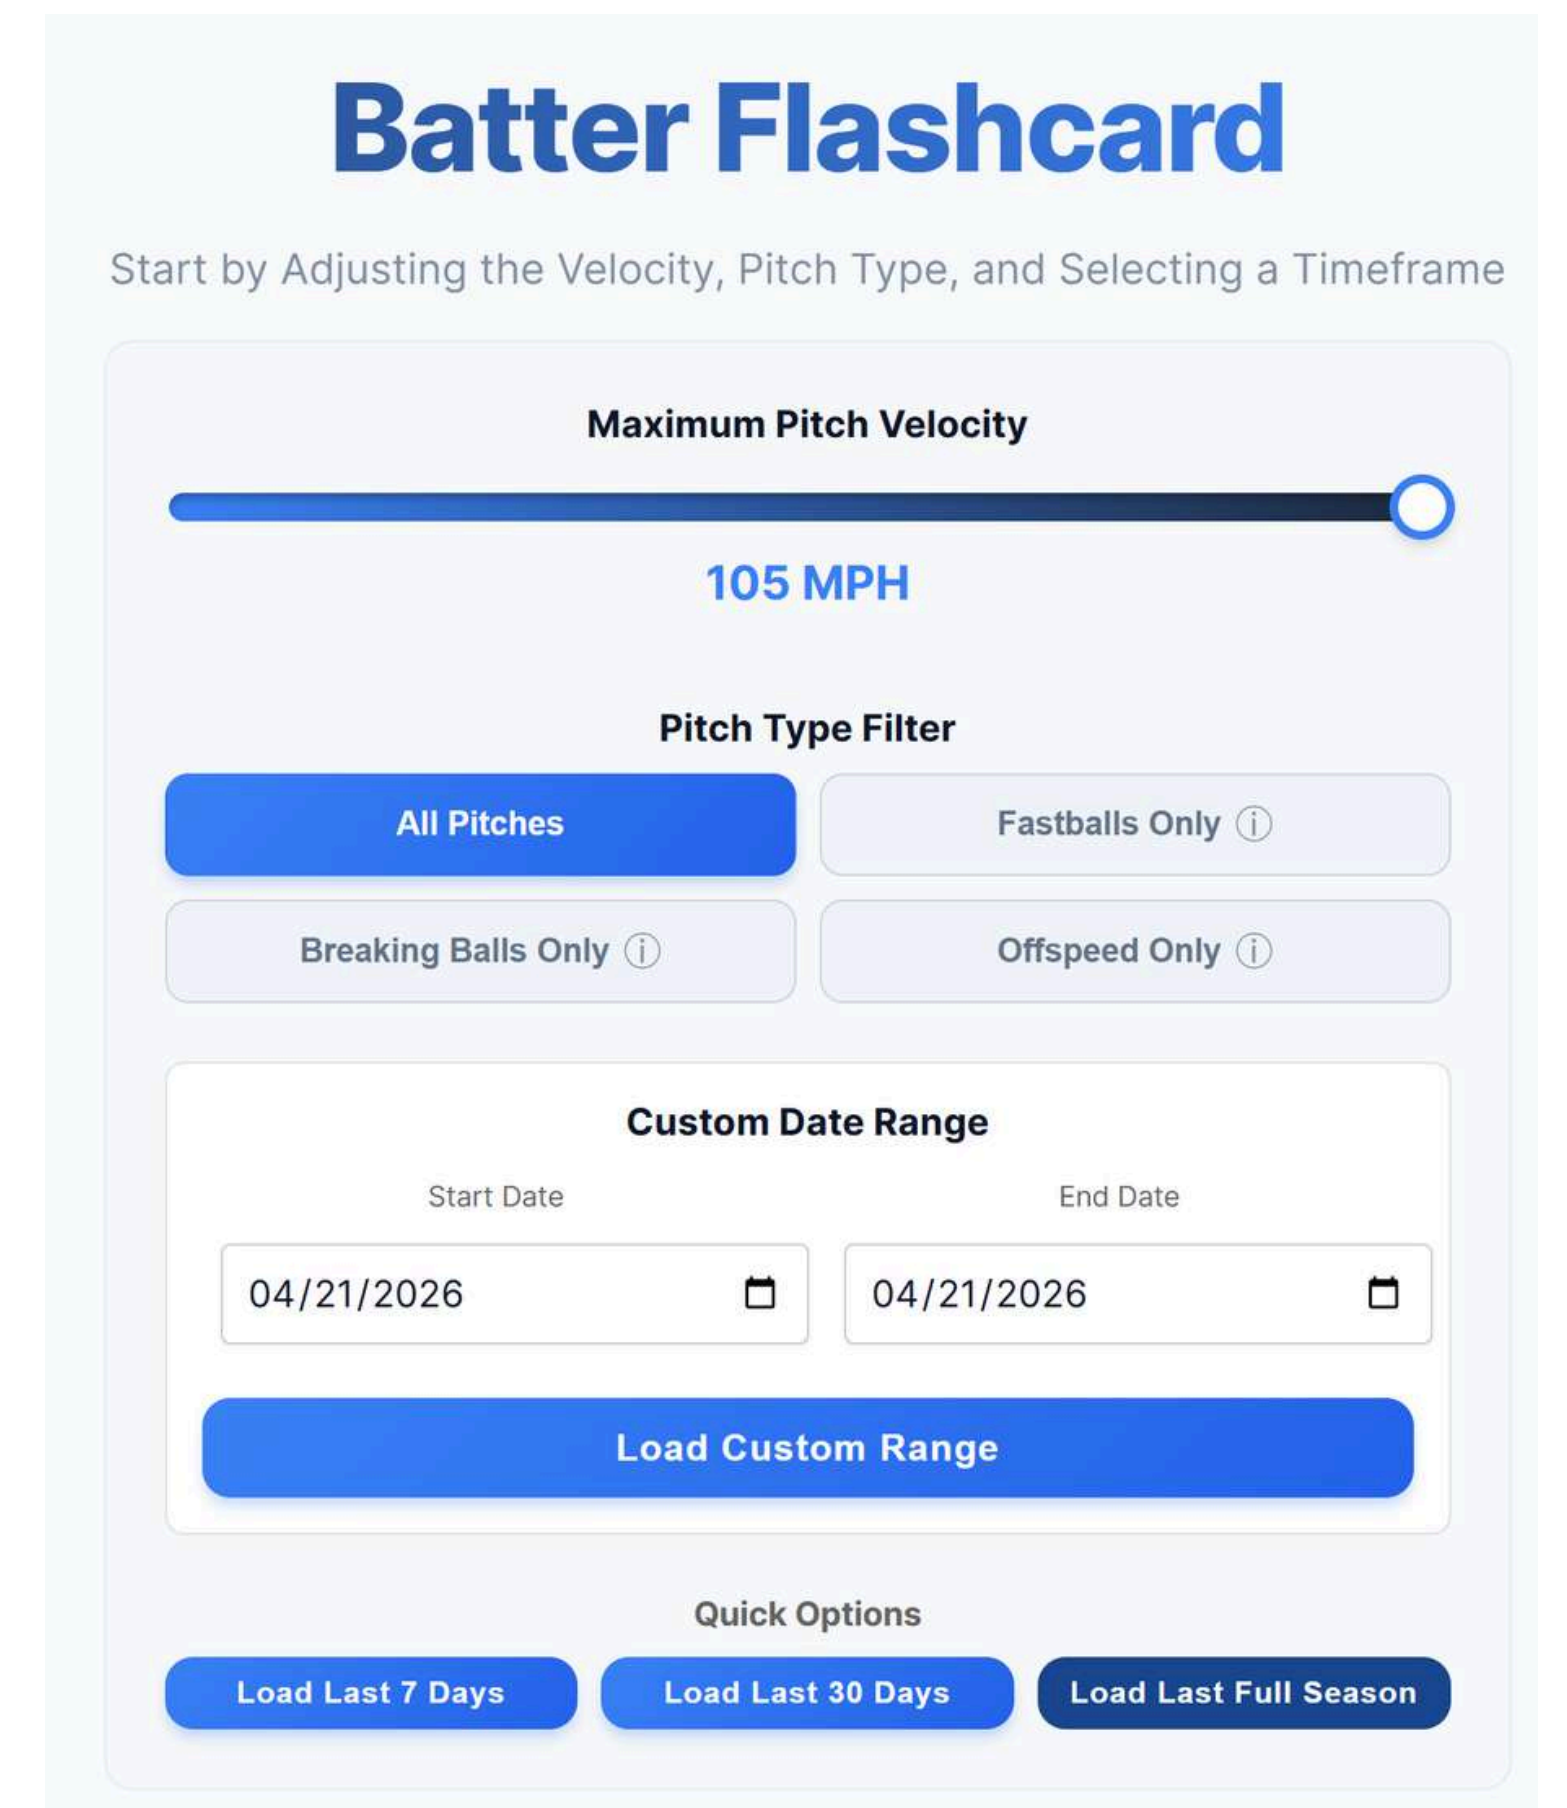 Batter Flashcard
Start by Adjusting the Velocity, Pitch Type, and Selecting a Timeframe
Maximum Pitch Velocity
105 MPH
Pitch Type Filter
All Pitches
Fastballs Only ⓘ
Breaking Balls Only ⓘ
Offspeed Only ⓘ
Custom Date Range
Start Date
End Date
04/21/2026
04/21/2026
Load Custom Range
Quick Options
Load Last 7 Days
Load Last 30 Days
Load Last Full Season